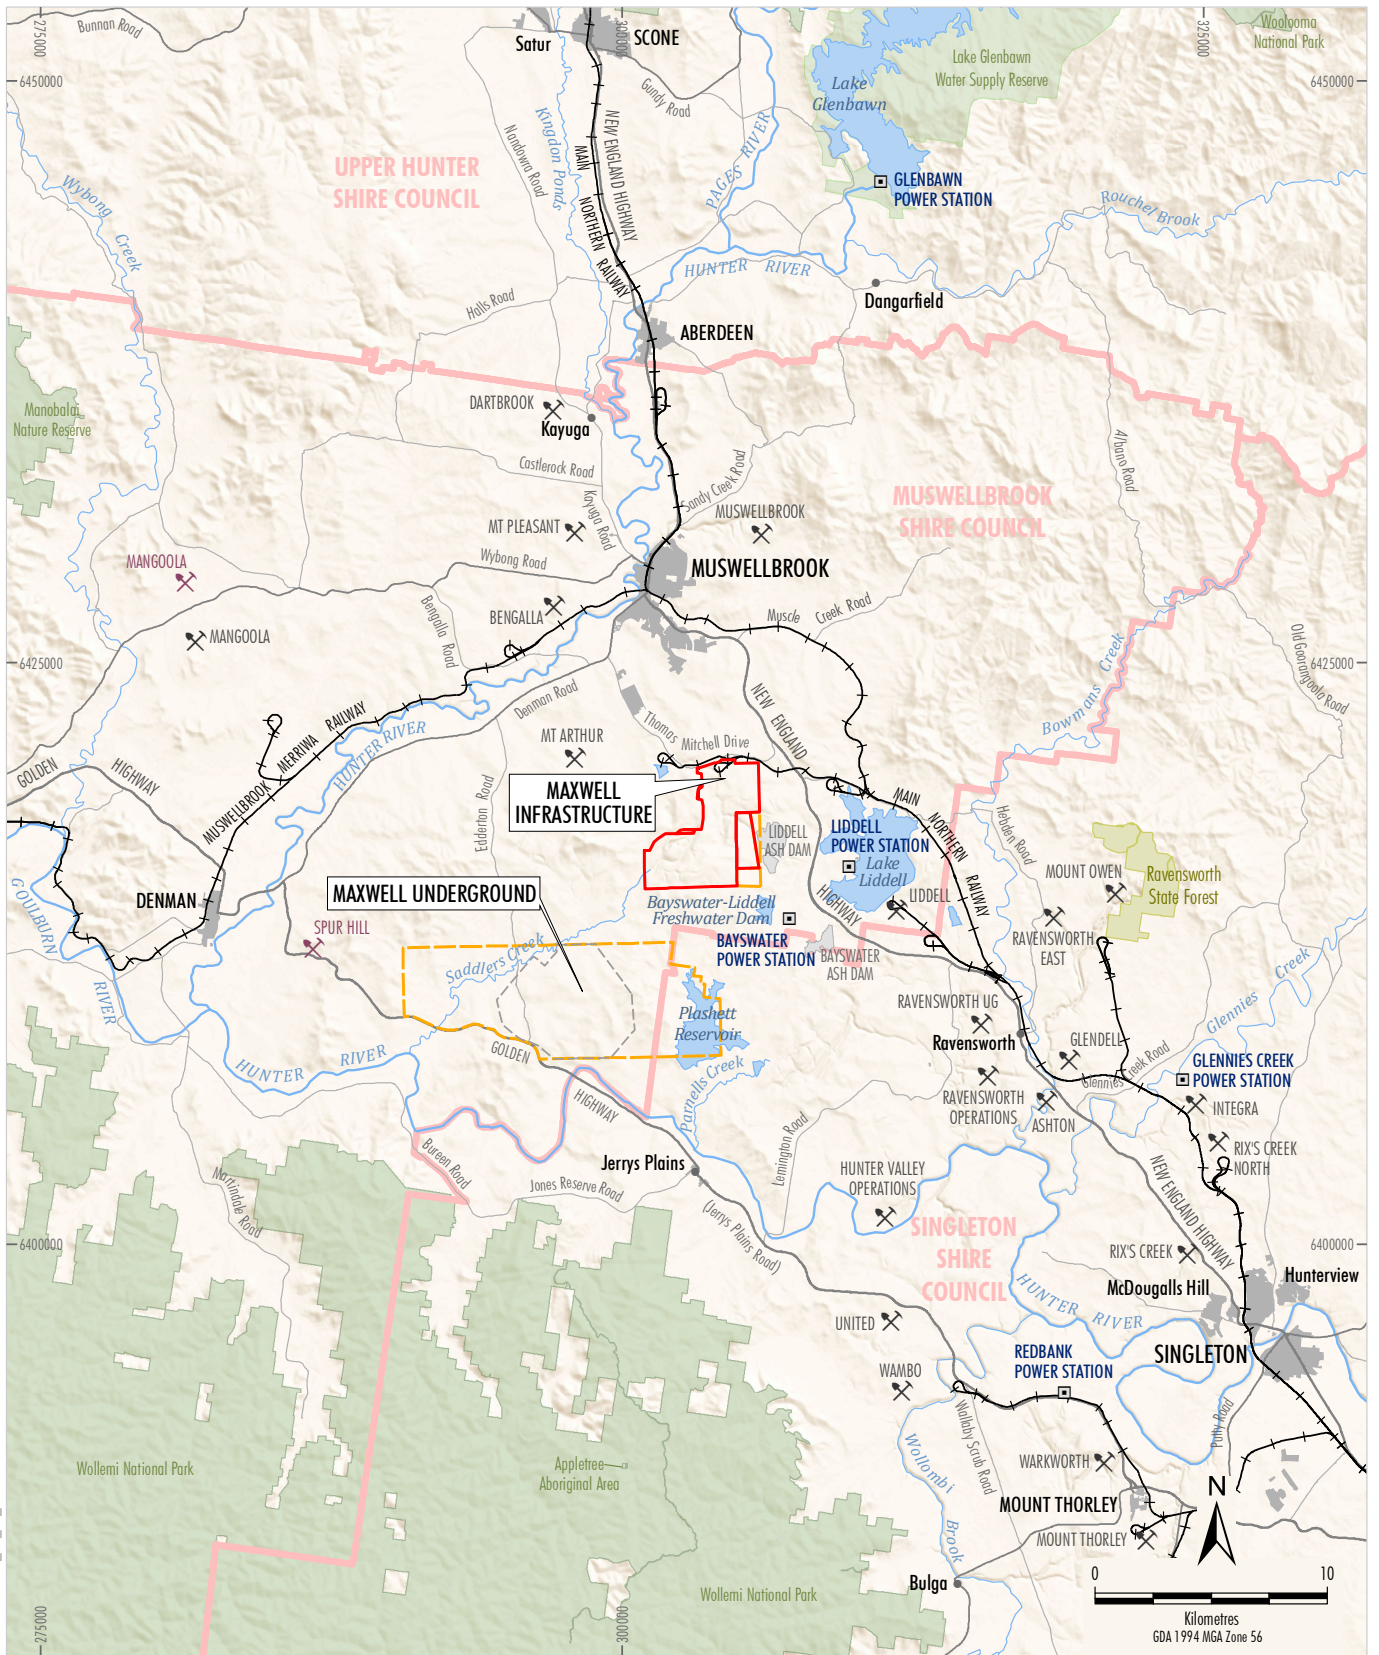 275000
Bunnan Road
Satur
SCONE
300000
325000
Woolooma
National Park
6450000
6450000
Gundy Road
Lake
Glenbawn
Lake Glenbawn
Water Supply Reserve
Kingdon Ponds
Nandowra Road
NEW ENGLAND HIGHWAY
MAIN
NORTHERN
RAILWAY
PAGES RIVER
UPPER HUNTER
SHIRE COUNCIL
GLENBAWN
POWER STATION
Wybong
Creek
Rouchel Brook
HUNTER RIVER
Dangarfield
Halls Road
ABERDEEN
Manobalai
Nature Reserve
DARTBROOK
Kayuga
Castlerock Road
Kayuga Road
Sandy Creek Road
Albano Road
MUSWELLBROOK
SHIRE COUNCIL
MT PLEASANT
MUSWELLBROOK
Wybong Road
MANGOOLA
MUSWELLBROOK
BENGALLA
Bengalla Road
Muscle
Creek Road
MANGOOLA
6425000
6425000
Old Goorangoola Road
Bowmans Creek
Denman Road
NEW ENGLAND
Thomas
Mitchell Drive
MT ARTHUR
HUNTER RIVER
MUSWELLBROOK
MERRIWA
RAILWAY
GOLDEN
HIGHWAY
Edderton Road
MAXWELL
INFRASTRUCTURE
MAIN
NORTHERN
RAILWAY
Hebden Road
LIDDELL
ASH DAM
LIDDELL
POWER STATION
Lake
Liddell
MOUNT OWEN
Ravensworth
State Forest
MAXWELL UNDERGROUND
DENMAN
GOULBURN
RIVER
HIGHWAY
LIDDELL
Bayswater-Liddell
Freshwater Dam
SPUR HILL
BAYSWATER
POWER STATION
BAYSWATER
ASH DAM
RAVENSWORTH
EAST
Saddlers Creek
Glennies Creek
RAVENSWORTH UG
Plashett
Reservoir
Ravensworth
GLENDELL
GOLDEN
HUNTER RIVER
Glennies Creek Road
GLENNIES CREEK
POWER STATION
HIGHWAY
Parnells Creek
RAVENSWORTH
OPERATIONS
ASHTON
INTEGRA
Bureen Road
Lemington Road
RIX'S CREEK
NORTH
Jerrys Plains
HUNTER VALLEY
OPERATIONS
NEW ENGLAND HIGHWAY
Martindale Road
Jones Reserve Road
(Jerrys Plains Road)
SINGLETON
SHIRE
COUNCIL
6400000
6400000
RIX'S CREEK
McDougalls Hill
Hunterview
HUNTER RIVER
UNITED
REDBANK
POWER STATION
SINGLETON
WAMBO
Wallaby Scrub Road
Putty Road
Wollombi
Brook
Wollemi National Park
Appletree
Aboriginal Area
WARKWORTH
N
MOUNT THORLEY
MOUNT THORLEY
Bulga
Wollemi National Park
0
10
Kilometres
GDA 1994 MGA Zone 56
275000
300000